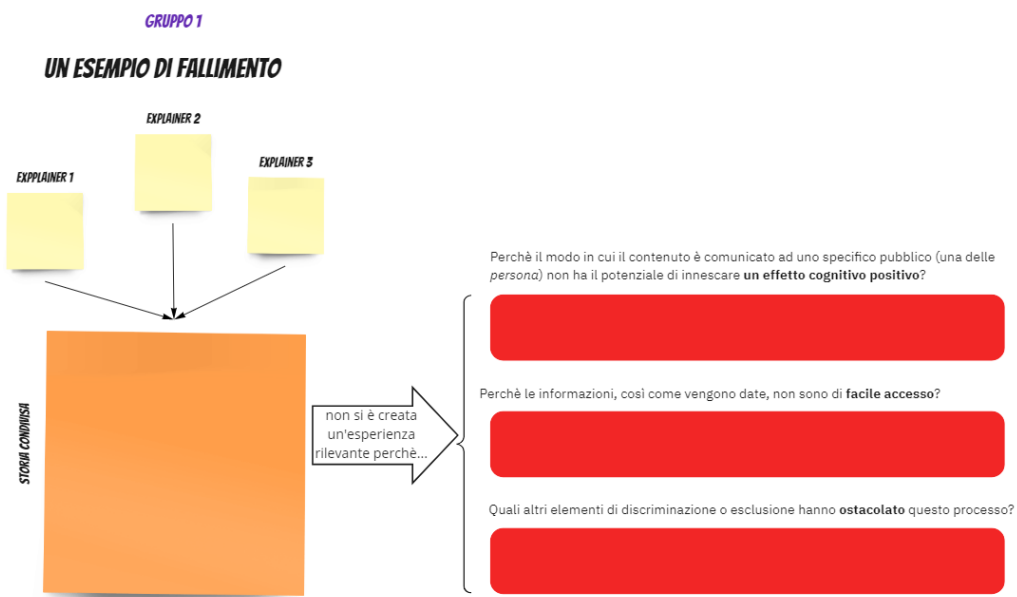 GRUPPO 1
UN ESEMPIO DI FALLIMENTO
EXPLAINER 2
EXPLAINER 3
EXPPLAINER 1
Perchè il modo in cui il contenuto è comunicato ad uno specifico pubblico (una delle
persona) non ha il potenziale di innescare un effetto cognitivo positivo?
Perchè le informazioni, così come vengono date, non sono di facile accesso?
STORIA CONDIVISA
non si è creata
un'esperienza
rilevante perchè...
Quali altri elementi di discriminazione o esclusione hanno ostacolato questo processo?